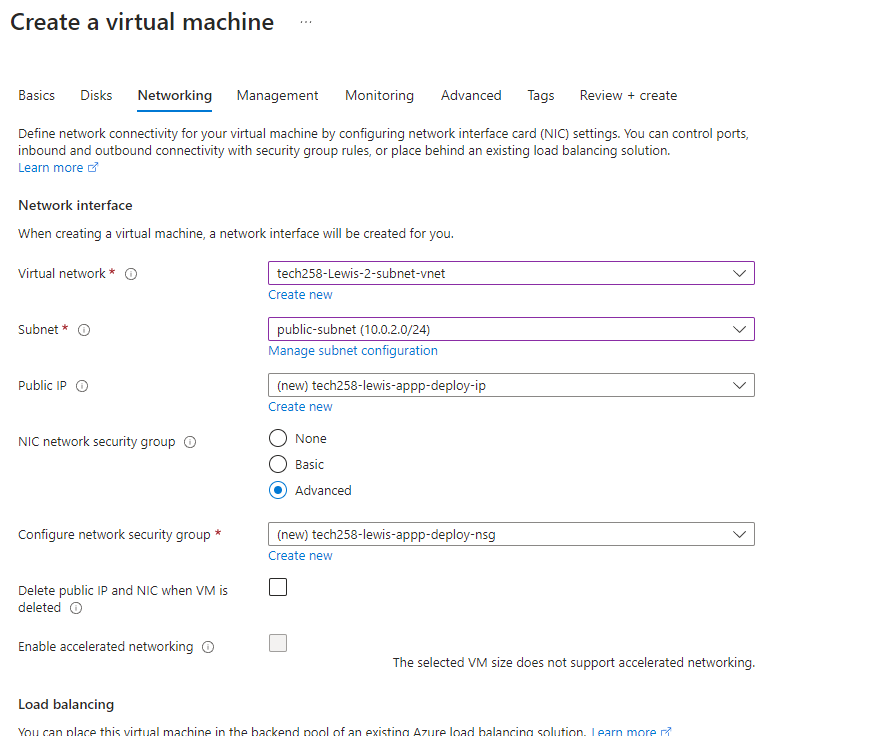 Create a virtual machine ...
Basics Disks Networking Management Monitoring Advanced Tags Review + create
Define network connectivity for your virtual machine by configuring network interface card (NIC) settings. You can control ports,
inbound and outbound connectivity with security group rules, or place behind an existing load balancing solution.
Learn more
Network interface
When creating a virtual machine, a network interface will be created for you.
Virtual network *
tech258-Lewis-2-subnet-vnet
Create new
Subnet *
public-subnet (10.0.2.0/24)
Manage subnet configuration
Public IP
(new) tech258-lewis-appp-deploy-ip
Create new
NIC network security group
None
Basic
Advanced
Configure network security group *
(new) tech258-lewis-appp-deploy-nsg
Create new
Delete public IP and NIC when VM is
deleted
Enable accelerated networking
The selected VM size does not support accelerated networking.
Load balancing
You can place this virtual machine in the backend pool of an existing Azure load balancing solution. Learn more